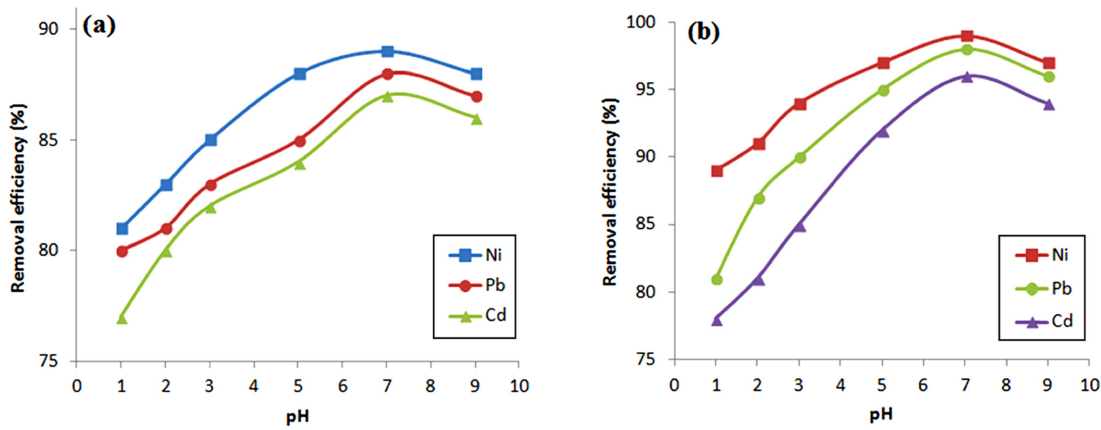 (a)
Removal efficiency (%)
90
85
80
75
0 1 2 3 4 5 6 7 8 9 10
pH
Ni
Pb
Cd
(b)
Removal efficiency (%)
100
95
90
85
80
75
0 1 2 3 4 5 6 7 8 9 10
pH
Ni
Pb
Cd